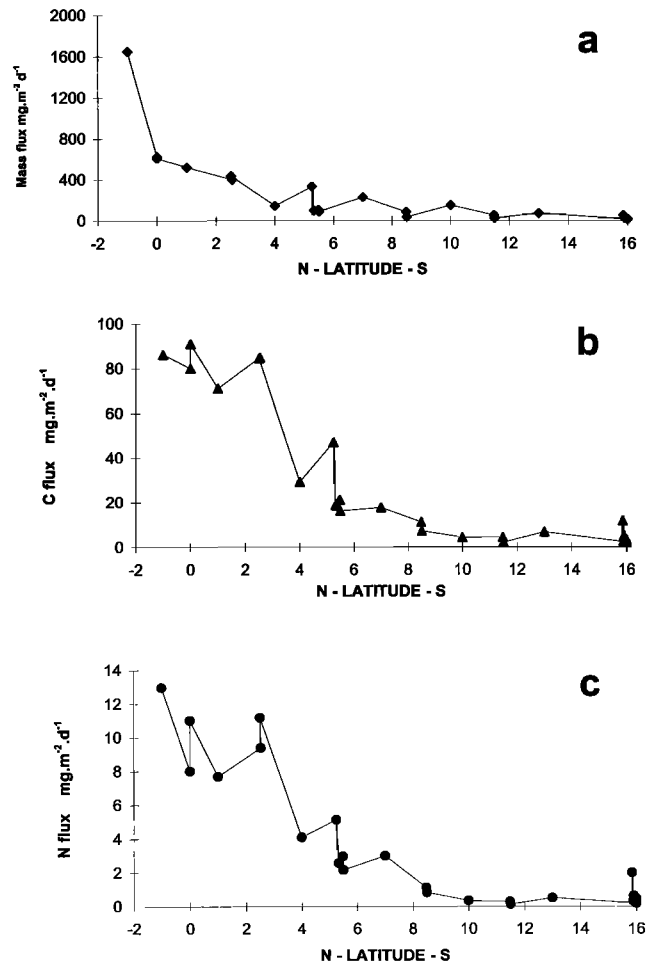 a
Mass flux mg.m⁻² d⁻¹
2000
1600
1200
800
400
0
-2 0 2 4 6 8 10 12 14 16
N - LATITUDE - S
b
C flux mg.m⁻².d⁻¹
100
80
60
40
20
0
-2 0 2 4 6 8 10 12 14 16
N - LATITUDE - S
c
N flux mg.m⁻².d⁻¹
14
12
10
8
6
4
2
0
-2 0 2 4 6 8 10 12 14 16
N - LATITUDE - S